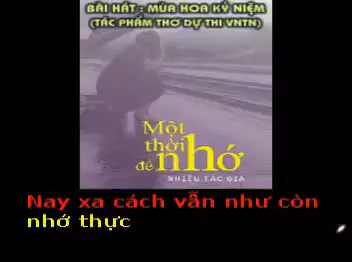 BÀI HÁT : MÙA HOA KỶ NIỆM
(TÁC PHẨM THƠ DỰ THI VNTN)
Một
thời
để nhớ
NHIỀU TÁC GIẢ
Nay xa cách vẫn như còn
nhớ thực